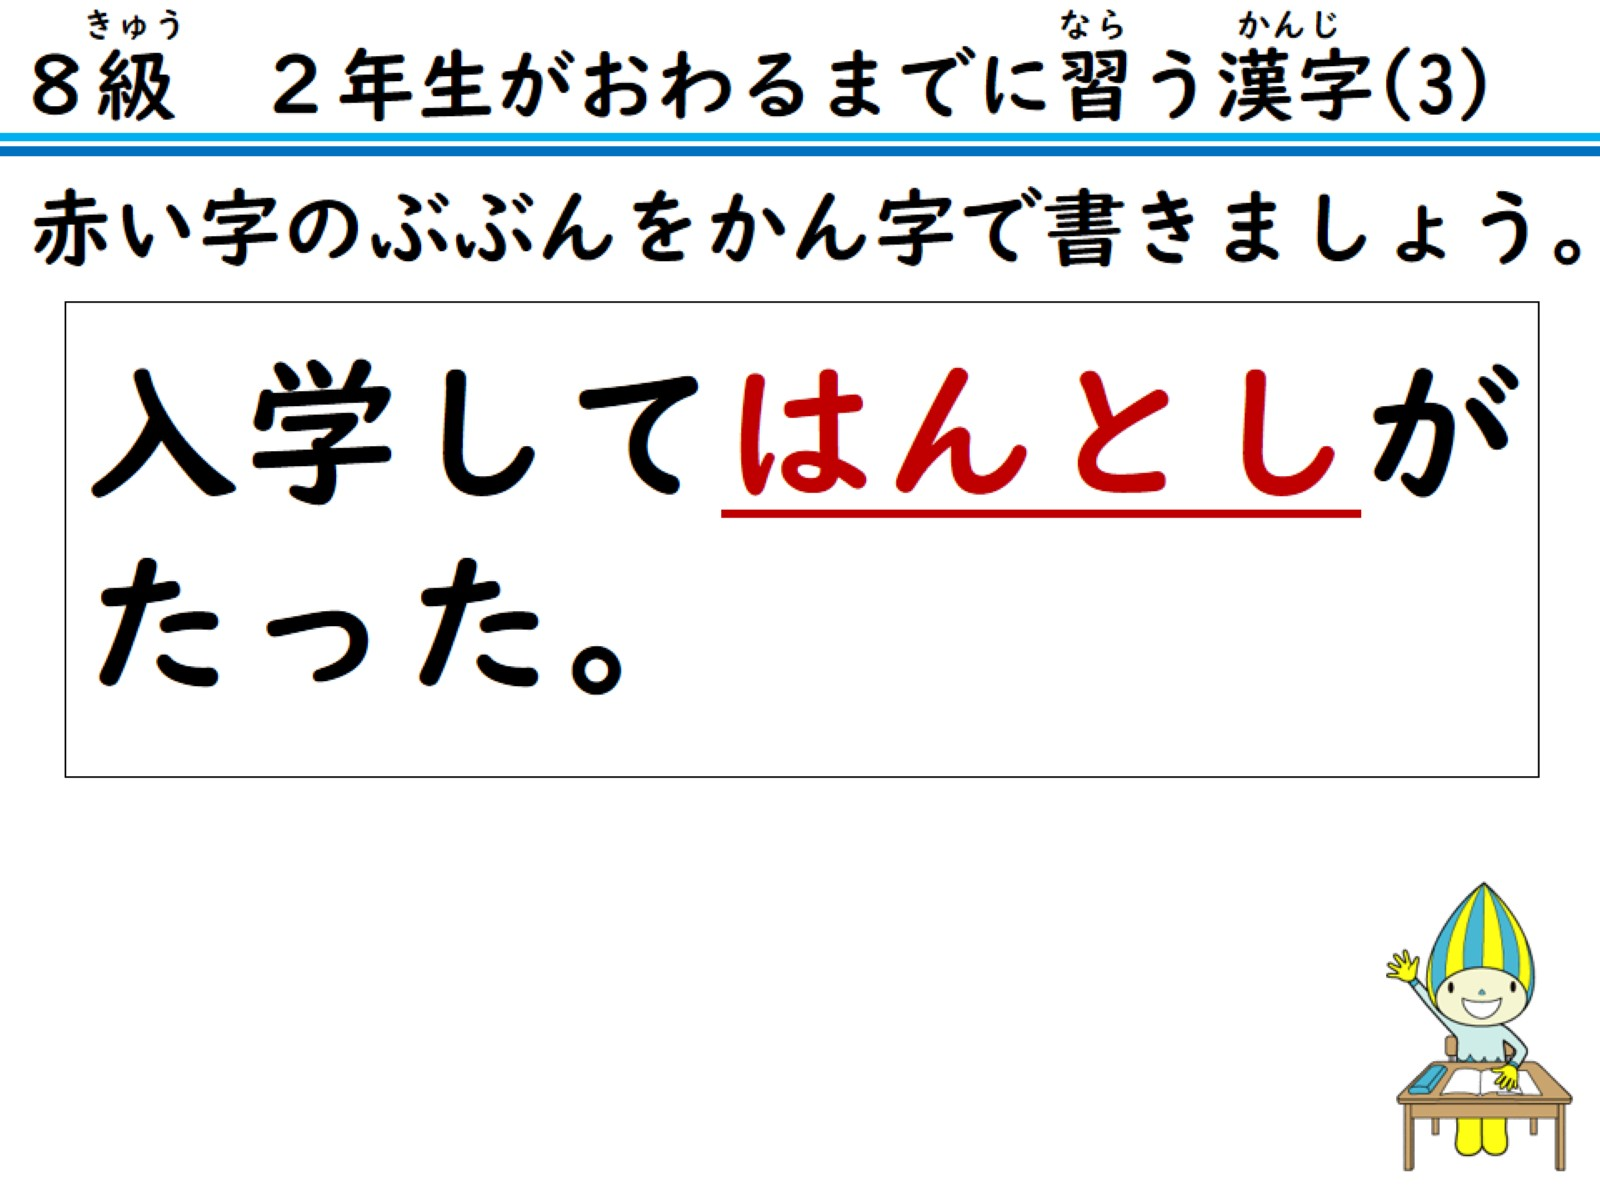 きゅう なら かんじ
８級　２年生がおわるまでに習う漢字(3)
赤い字のぶぶんをかん字で書きましょう。
入学してはんとしが
たった。